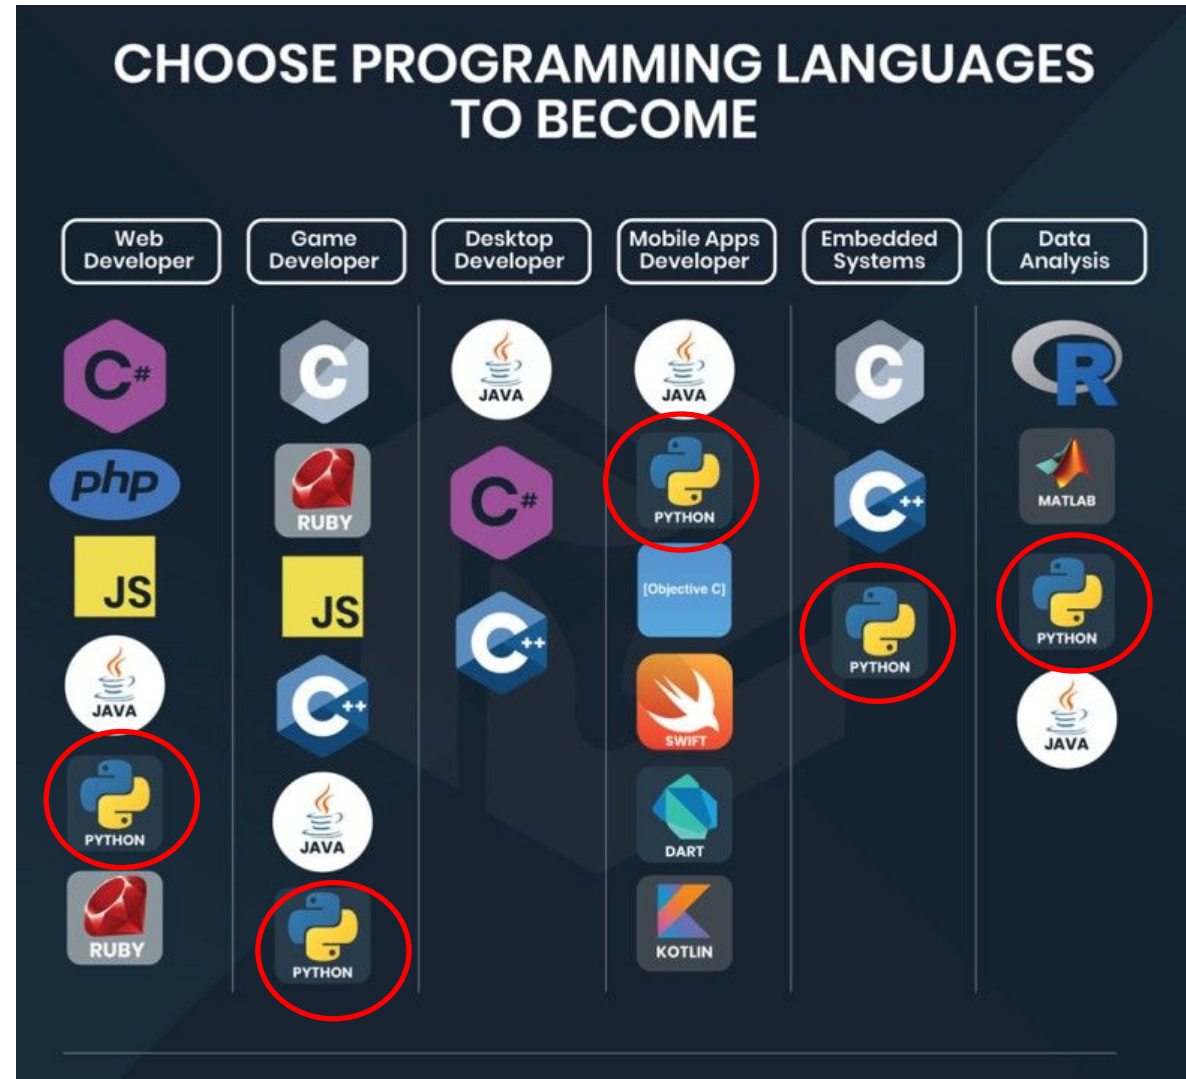 CHOOSE PROGRAMMING LANGUAGES
TO BECOME
Web
Developer
C#
php
JS
JAVA
PYTHON
RUBY
Game
Developer
C
RUBY
JS
C++
JAVA
PYTHON
Desktop
Developer
JAVA
C#
C++
Mobile Apps
Developer
JAVA
PYTHON
[Objective C]
SWIFT
DART
KOTLIN
Embedded
Systems
C
C++
PYTHON
Data
Analysis
R
MATLAB
PYTHON
JAVA